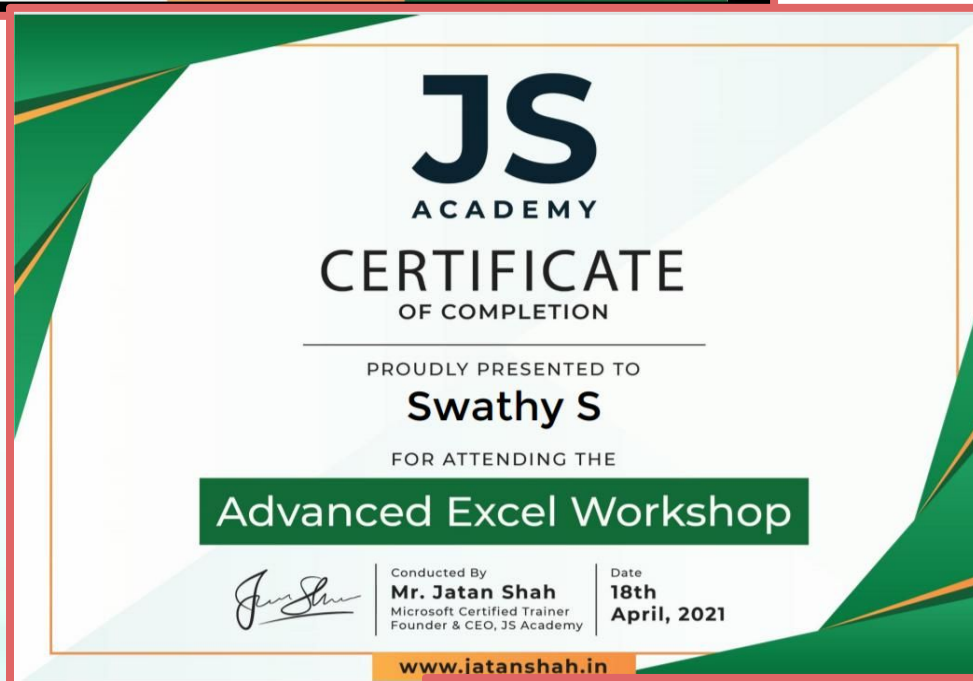 JS
ACADEMY
CERTIFICATE
OF COMPLETION
PROUDLY PRESENTED TO
Swathy S
FOR ATTENDING THE
Advanced Excel Workshop
Conducted By
Mr. Jatan Shah
Microsoft Certified Trainer
Founder & CEO, JS Academy
Date
18th
April, 2021
www.jatanshah.in